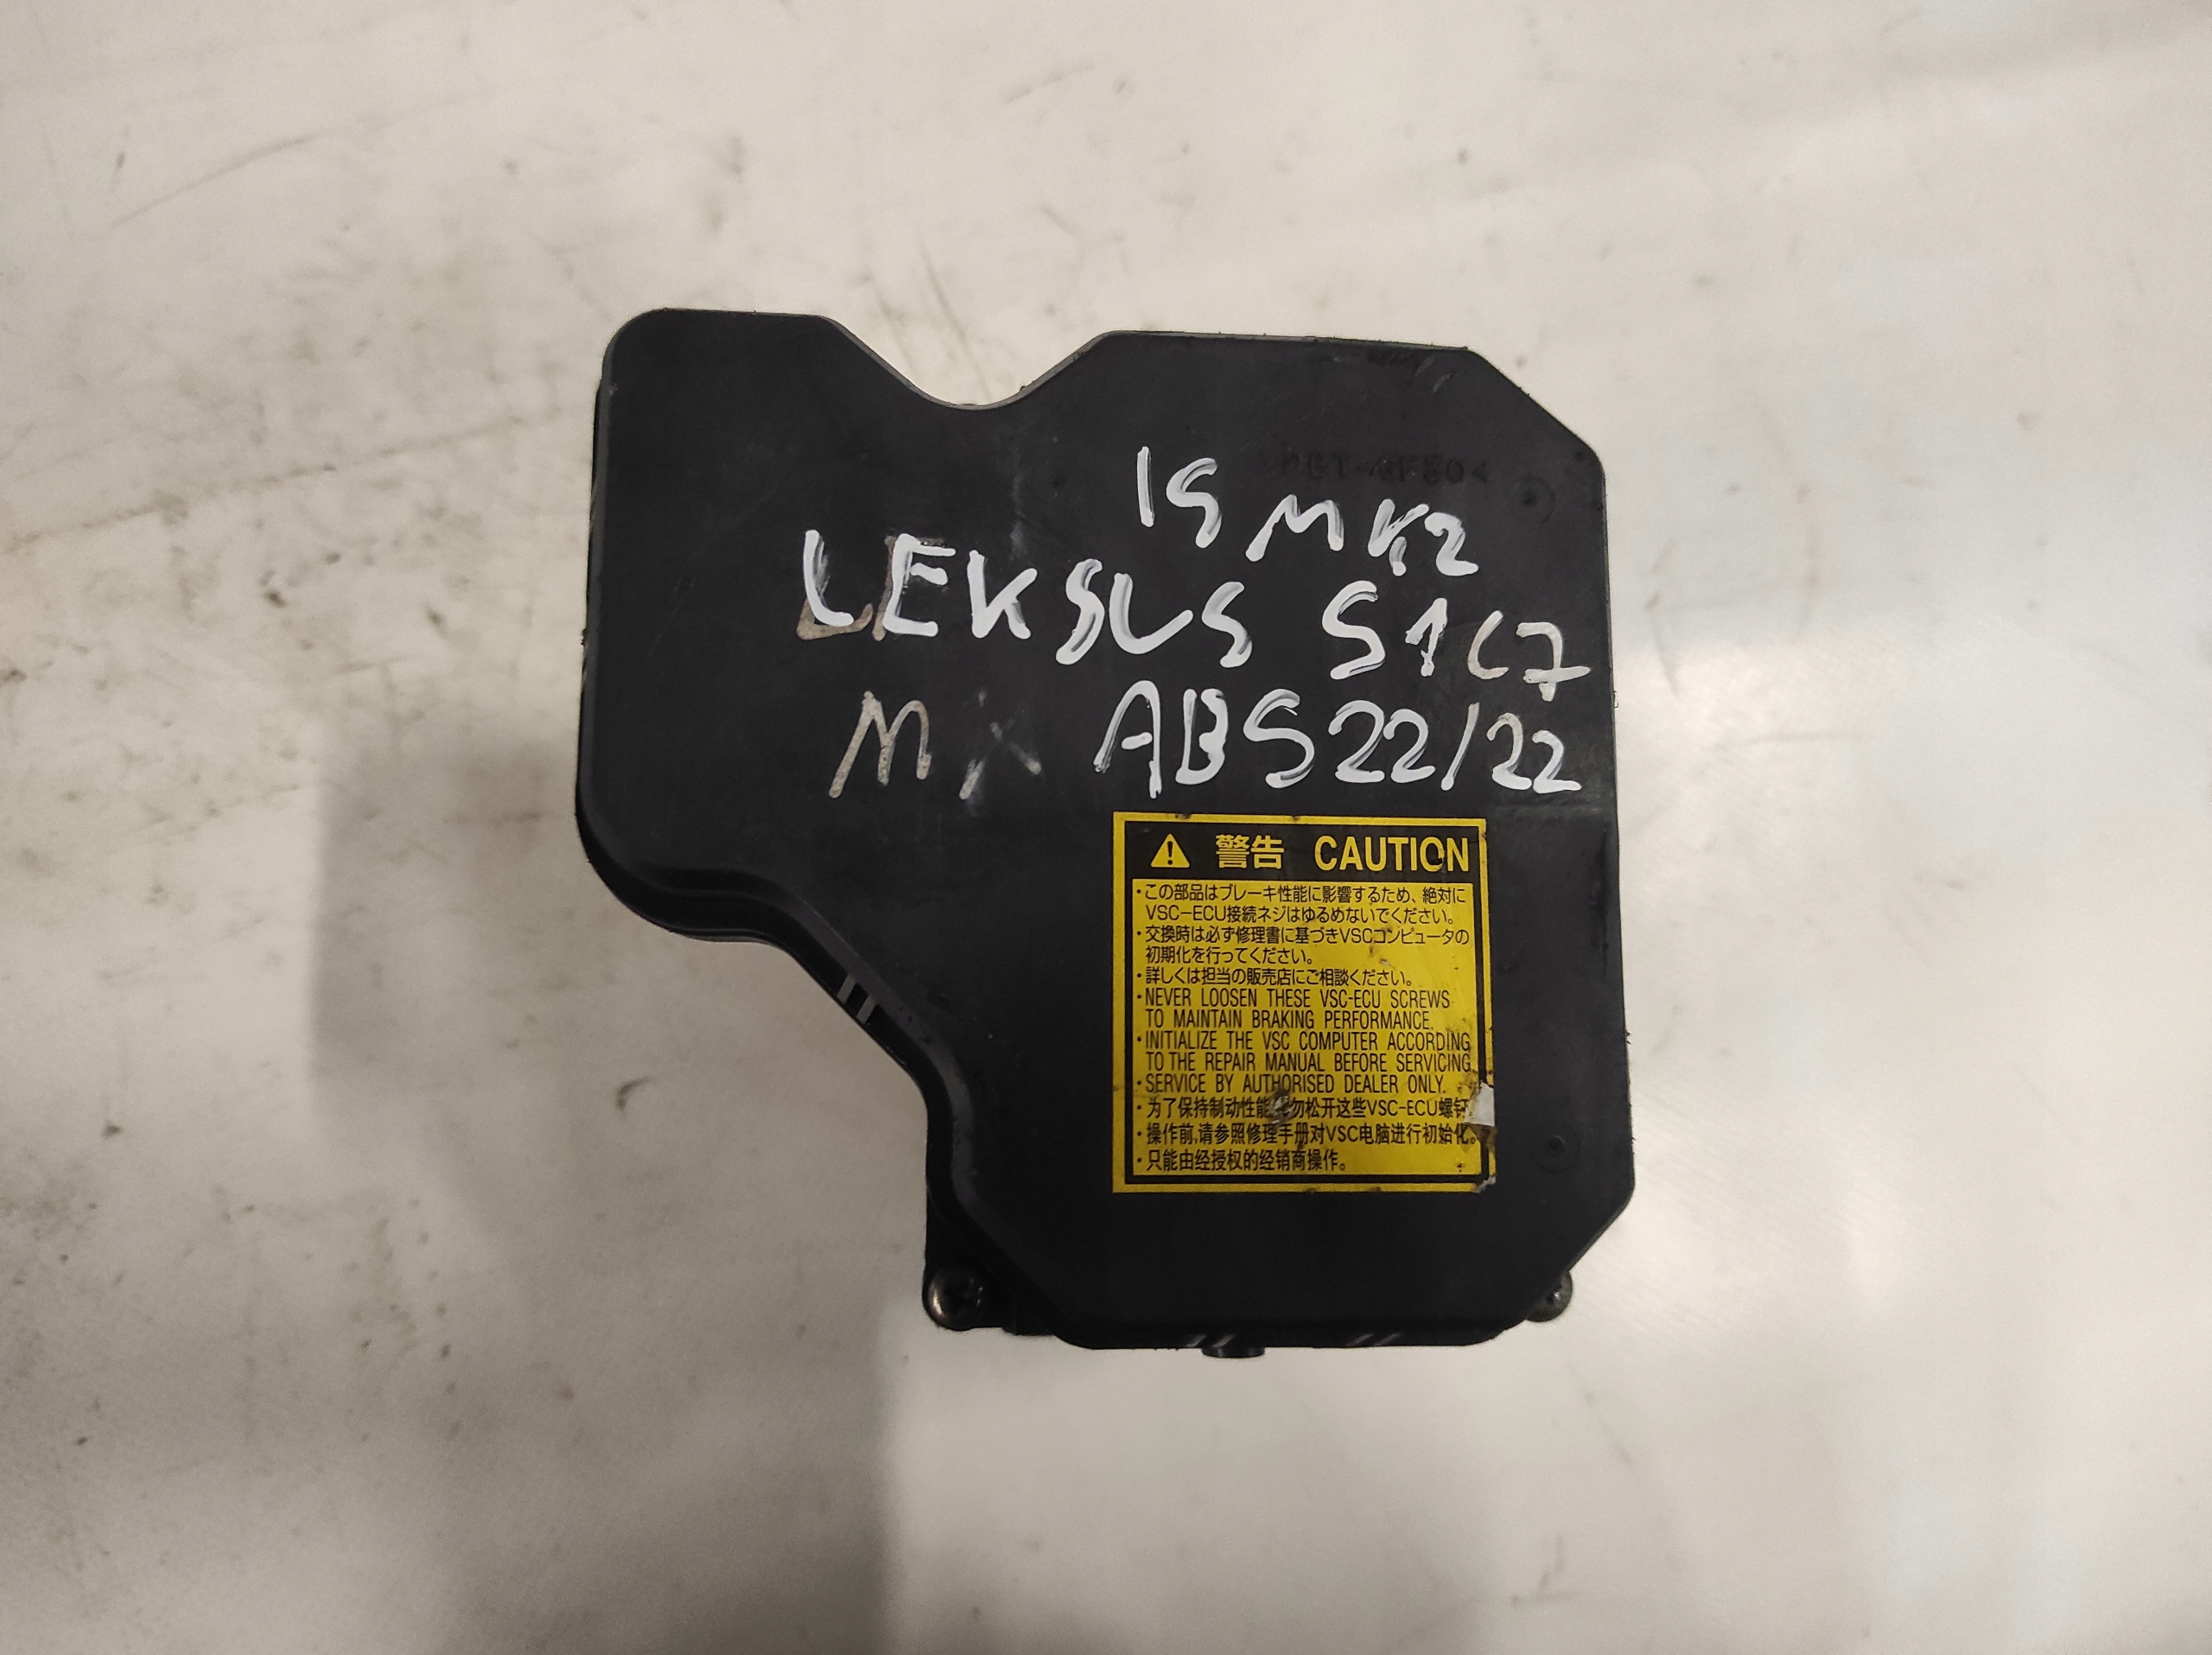 IS MK2
LEKSUS S1C7
M X ABS22/22
警告 CAUTION
・この部品はブレーキ性能に影響するため、絶対に
VSC-ECU接続ネジはゆるめないでください。
・交換時は必ず修理書に基づきVSCコンピュータの
初期化を行ってください。
・詳しくは担当の販売店にご相談ください。
・NEVER LOOSEN THESE VSC-ECU SCREWS
TO MAINTAIN BRAKING PERFORMANCE.
・INITIALIZE THE VSC COMPUTER ACCORDING
TO THE REPAIR MANUAL BEFORE SERVICING
・SERVICE BY AUTHORISED DEALER ONLY.
・为了保持制动性能 勿松开这些VSC-ECU螺钉
・操作前,请参照修理手册对VSC电脑进行初始化。
・只能由经授权的经销商操作。